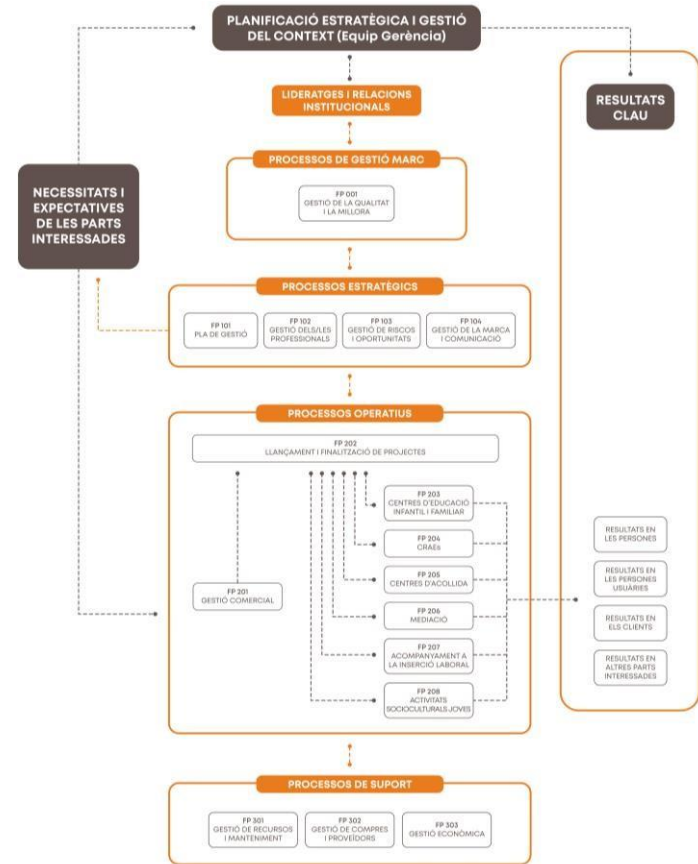 PLANIFICACIÓ ESTRATÈGICA I GESTIÓ
DEL CONTEXT (Equip Gerència)
LIDERATGES I RELACIONS
INSTITUCIONALS
RESULTATS
CLAU
NECESSITATS I
EXPECTATIVES
DE LES PARTS
INTERESSADES
PROCESSOS DE GESTIÓ MARC
FP 001
GESTIÓ DE LA QUALITAT
I LA MILLORA
PROCESSOS ESTRATÈGICS
FP 101
PLA DE GESTIÓ
FP 102
GESTIÓ DELS/LES
PROFESSIONALS
FP 103
GESTIÓ DE RISCOS
I OPORTUNITATS
FP 104
GESTIÓ DE LA MARCA
I COMUNICACIÓ
PROCESSOS OPERATIUS
FP 202
LLANÇAMENT I FINALITZACIÓ DE PROJECTES
FP 201
GESTIÓ COMERCIAL
FP 203
CENTRES D'EDUCACIÓ
INFANTIL I FAMILIAR
FP 204
CRAEs
FP 205
CENTRES D'ACOLLIDA
FP 206
MEDIACIÓ
FP 207
ACOMPANYAMENT A
LA INSERCIÓ LABORAL
FP 208
ACTIVITATS
SOCIOCULTURALS JOVES
RESULTATS EN
LES PERSONES
RESULTATS EN
LES PERSONES
USUÀRIES
RESULTATS EN
ELS CLIENTS
RESULTATS EN
ALTRES PARTS
INTERESSADES
PROCESSOS DE SUPORT
FP 301
GESTIÓ DE RECURSOS
I MANTENIMENT
FP 302
GESTIÓ DE COMPRES
I PROVEÏDORS
FP 303
GESTIÓ ECONÒMICA